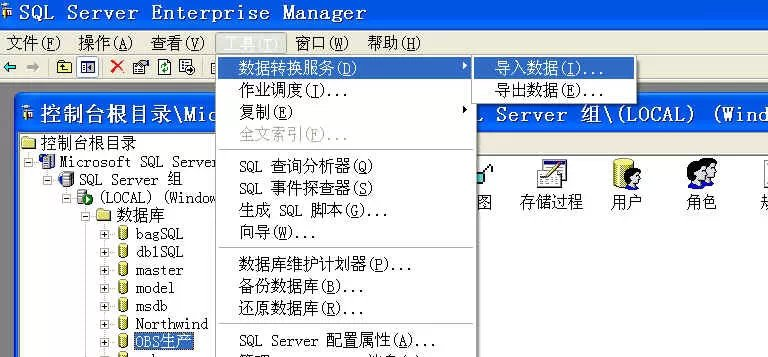 SQL Server Enterprise Manager
文件(F) 操作(A) 查看(V) 工具(T) 窗口(W) 帮助(H)
数据转换服务(D)
导入数据(I)...
作业调度(I)...
导出数据(E)...
复制(E)
全文索引(F)...
控制台根目录\Mic
SQL Server 组\(LOCAL) (Windo
控制台根目录
Microsoft SQL Server
SQL 查询分析器(Q)
图 存储过程 用户 角色
SQL Server 组
SQL 事件探查器(S)
(LOCAL) (Window
生成 SQL 脚本(G)...
数据库
向导(W)...
bagSQL
db1SQL
数据库维护计划器(P)...
master
model
备份数据库(B)...
msdb
还原数据库(R)...
Northwind
OBS生产
SQL Server 配置属性(A)...